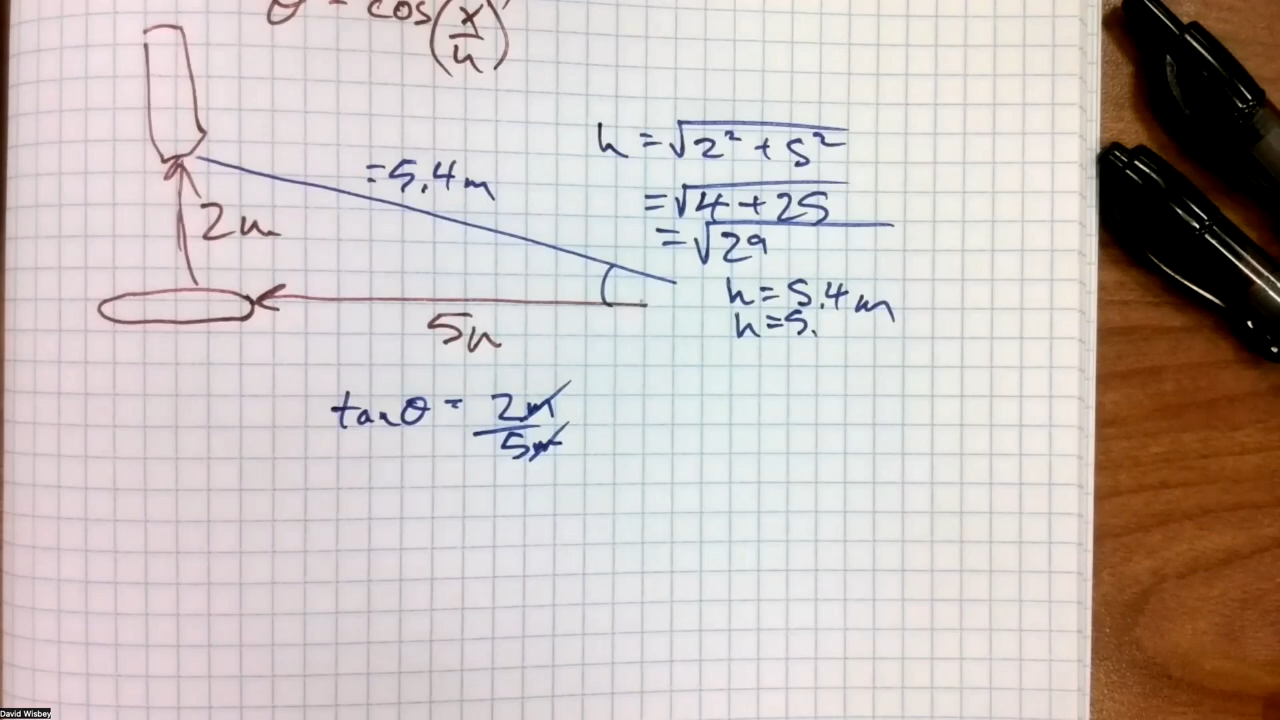 θ = cos(x/h)
h = √2² + 5²
= 5.4m
= √4 + 25
2m
= √29
h = 5.4m
5m
h = 5.
tanθ = 2m/5m
David Wisbey